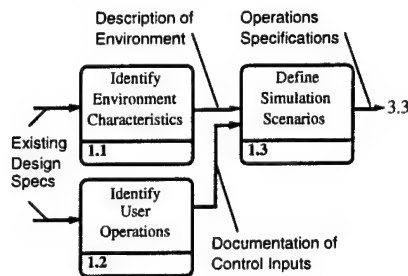 Description of
Environment
Operations
Specifications
Identify
Environment
Characteristics
1.1
Define
Simulation
Scenarios
1.3
3.3
Existing
Design
Specs
Identify
User
Operations
1.2
Documentation of
Control Inputs